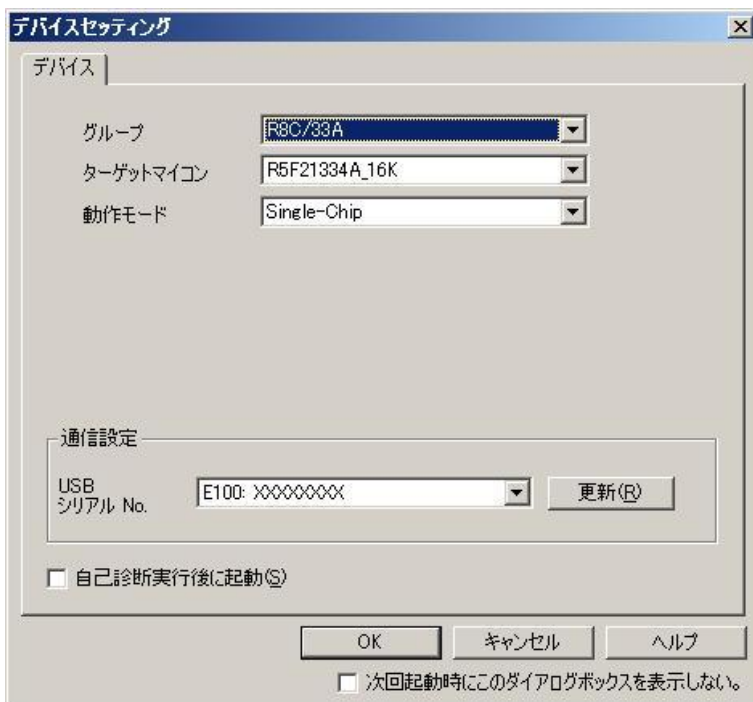 デバイスセッティング
デバイス
グループ
R8C/33A
ターゲットマイコン
R5F21334A_16K
動作モード
Single-Chip
通信設定
USB
シリアル No.
E100: XXXXXXXX
更新(R)
自己診断実行後に起動(S)
OK
キャンセル
ヘルプ
次回起動時にこのダイアログボックスを表示しない。